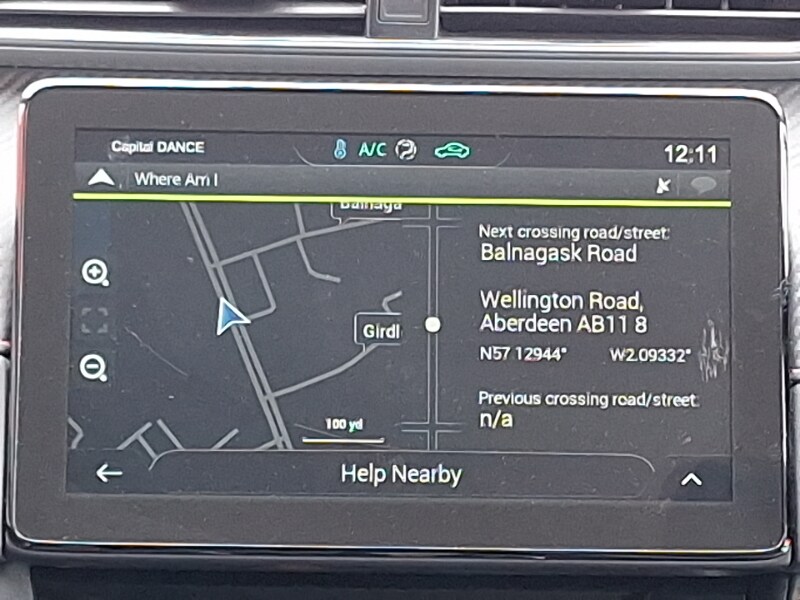 Capital DANCE
A/C
12:11
Where Am I
Balnaga
Next crossing road/street:
Balnagask Road
Wellington Road,
Aberdeen AB11 8
Girdl
N57.12944° W2.09332°
Previous crossing road/street:
n/a
100 yd
Help Nearby